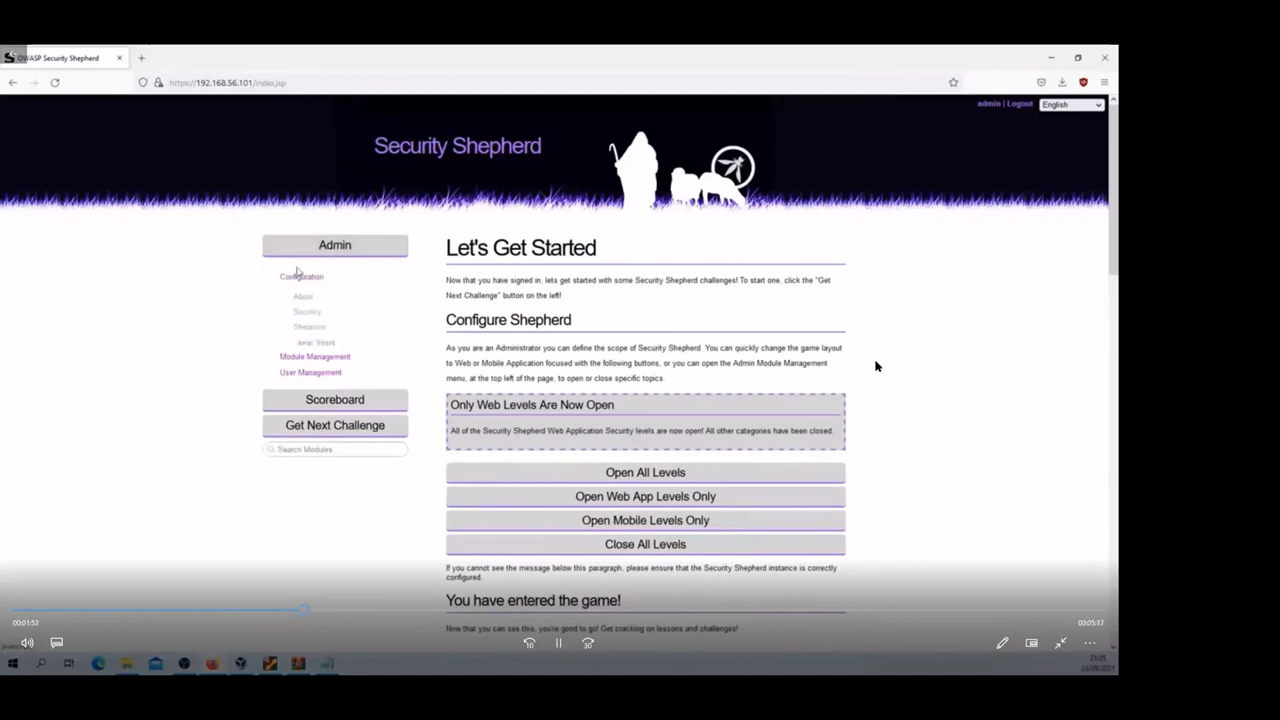 OWASP Security Shepherd
https://192.168.56.101/index.jsp
admin | Logout
English
Security Shepherd
Admin
Configuration
About
Security
Module Management
User Management
Scoreboard
Get Next Challenge
Search Modules...
Let's Get Started
Now that you have signed in, lets get started with some Security Shepherd challenges! To start one, click the "Get
Next Challenge" button on the left!
Configure Shepherd
As you are an Administrator you can define the scope of Security Shepherd. You can quickly change the game layout
to Web or Mobile Application focused with the following buttons, or you can open the Admin Module Management
menu, at the top left of the page, to open or close specific topics.
Only Web Levels Are Now Open
All of the Security Shepherd Web Application Security levels are now open! All other categories have been closed.
Open All Levels
Open Web App Levels Only
Open Mobile Levels Only
Close All Levels
If you cannot see the message below this paragraph, please ensure that the Security Shepherd instance is correctly
configured.
You have entered the game!
Now that you can see this, you're good to go! Get cracking on lessons and challenges!
00:01:53
00:05:17
10
30
21:35